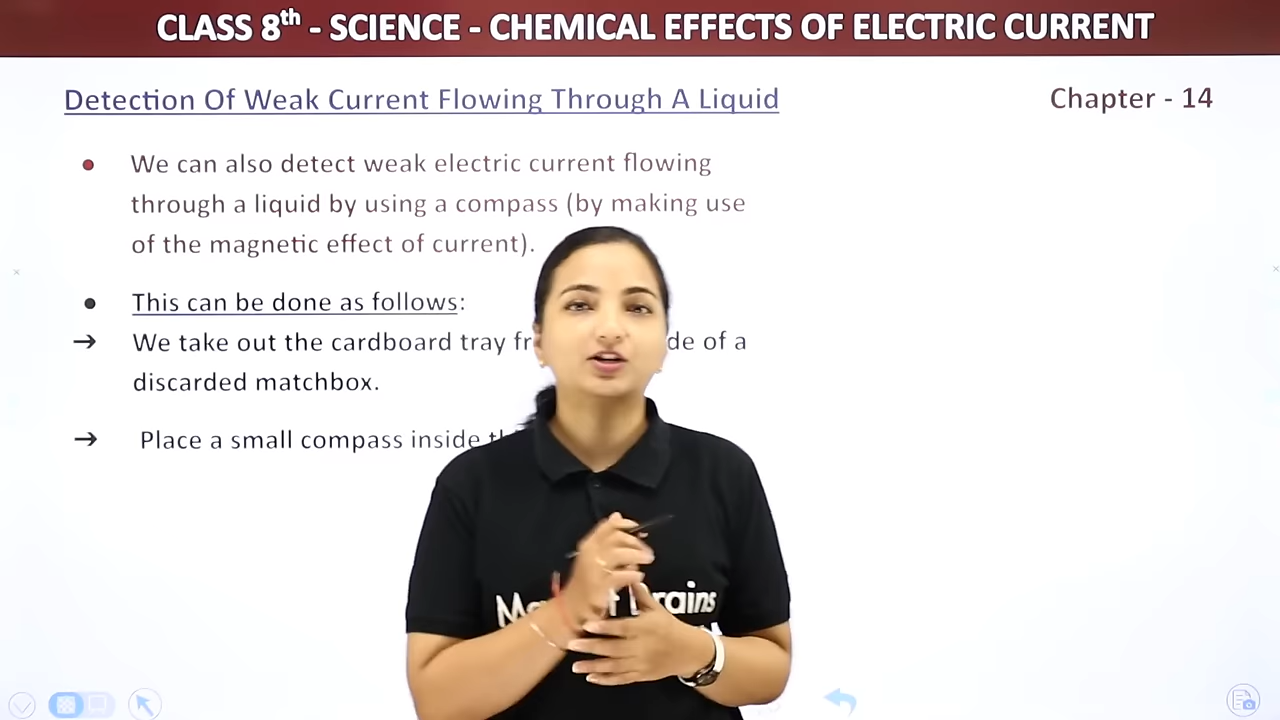 CLASS 8th - SCIENCE - CHEMICAL EFFECTS OF ELECTRIC CURRENT
Detection Of Weak Current Flowing Through A Liquid
Chapter - 14
We can also detect weak electric current flowing
through a liquid by using a compass (by making use
of the magnetic effect of current).
This can be done as follows:
We take out the cardboard tray of a
discarded matchbox.
Place a small compass inside